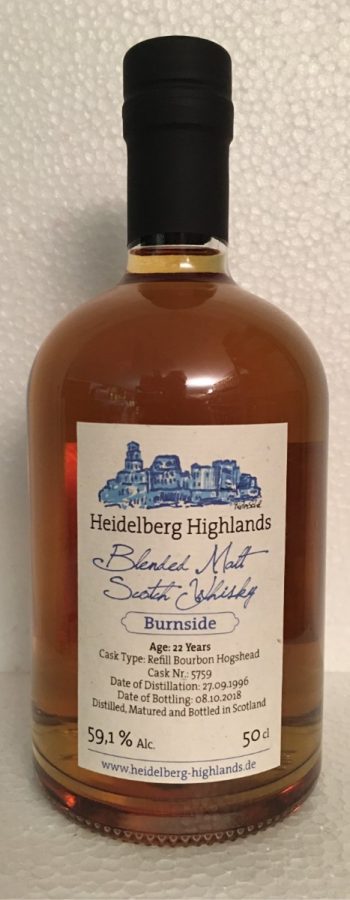 Heidelberg Highlands
Blended Malt
Scotch Whisky
Burnside
Age: 22 Years
Cask Type: Refill Bourbon Hogshead
Cask Nr.: 5759
Date of Distillation: 27.09.1996
Date of Bottling: 08.10.2018
Distilled, Matured and Bottled in Scotland
59,1 % Alc. 50 cl
www.heidelberg-highlands.de